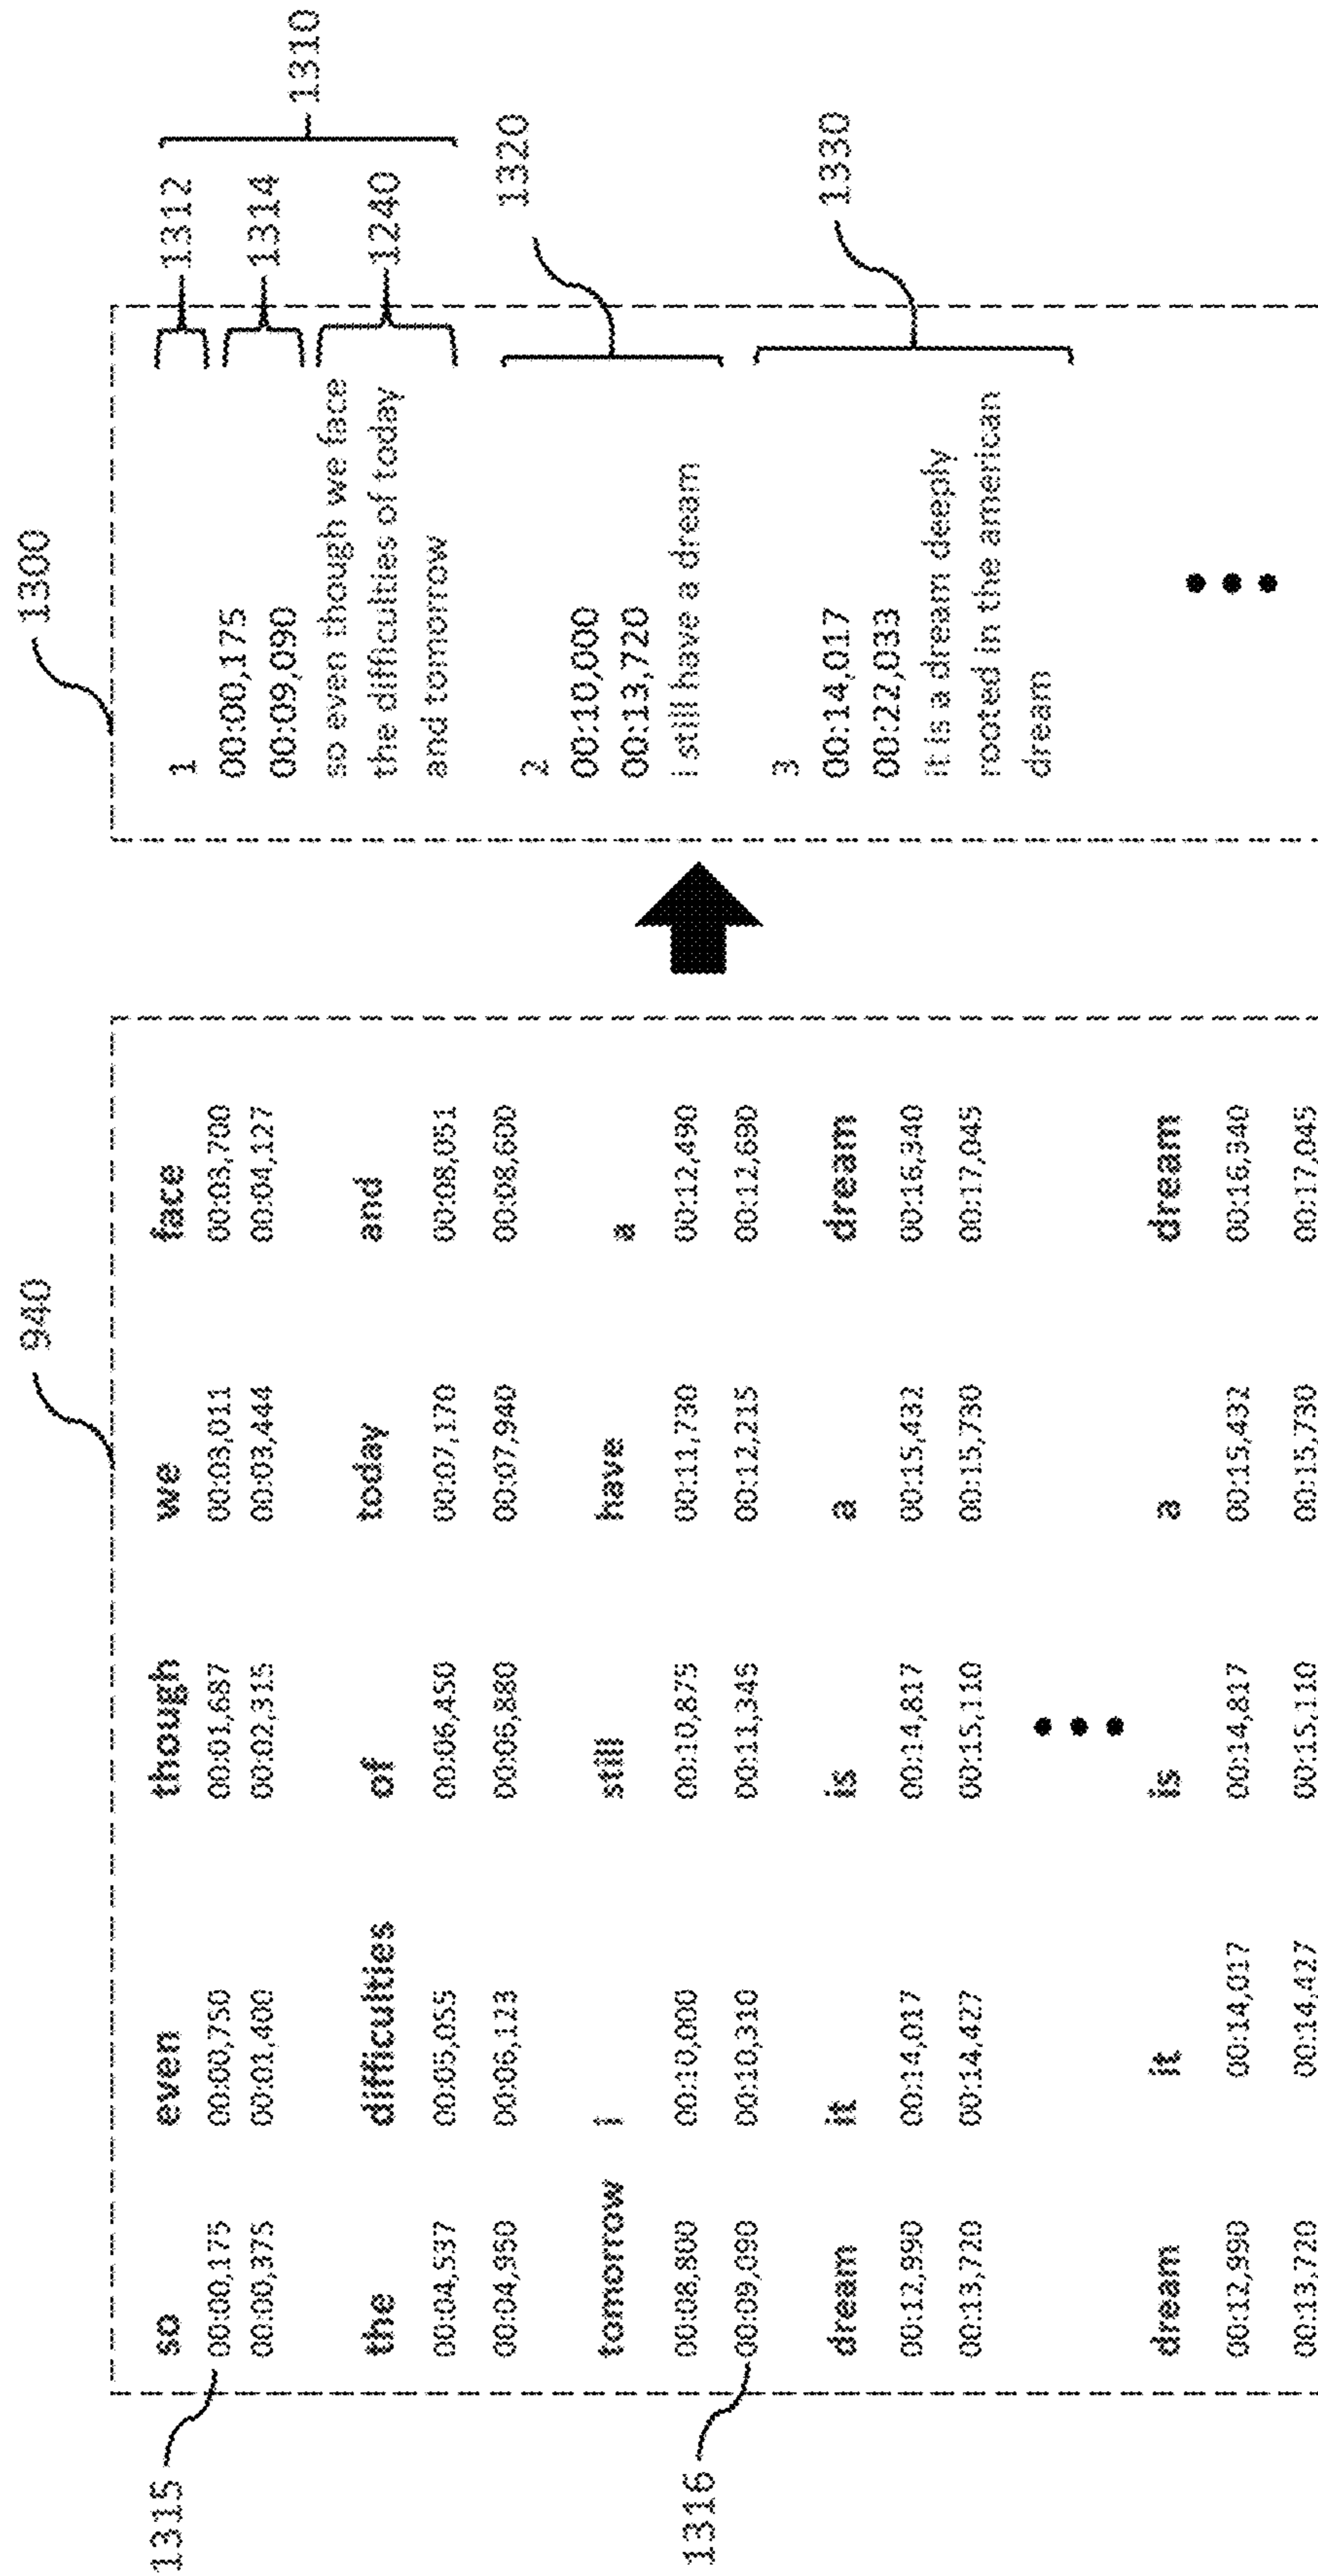 940
1300
1315
so even though we face
00:00,175 00:00,750 00:01,687 00:03,011 00:03,700
00:00,375 00:01,400 00:02,315 00:03,444 00:04,127
the difficulties of today and
00:04,537 00:05,055 00:06,450 00:07,170 00:08,051
00:04,950 00:06,123 00:06,880 00:07,940 00:08,600
1316
tomorrow i still have a
00:08,800 00:10,000 00:10,875 00:11,730 00:12,490
00:09,090 00:10,310 00:11,345 00:12,215 00:12,690
dream it is a dream
00:12,990 00:14,017 00:14,817 00:15,432 00:16,340
00:13,720 00:14,427 00:15,110 00:15,730 00:17,045
dream it is a dream
00:12,990 00:14,017 00:14,817 00:15,432 00:16,340
00:13,720 00:14,427 00:15,110 00:15,730 00:17,045
1
00:00,175
00:09,090
so even though we face
the difficulties of today
and tomorrow
2
00:10,000
00:13,720
i still have a dream
3
00:14,017
00:22,033
it is a dream deeply
rooted in the american
dream
1312
1314
1240
1310
1320
1330